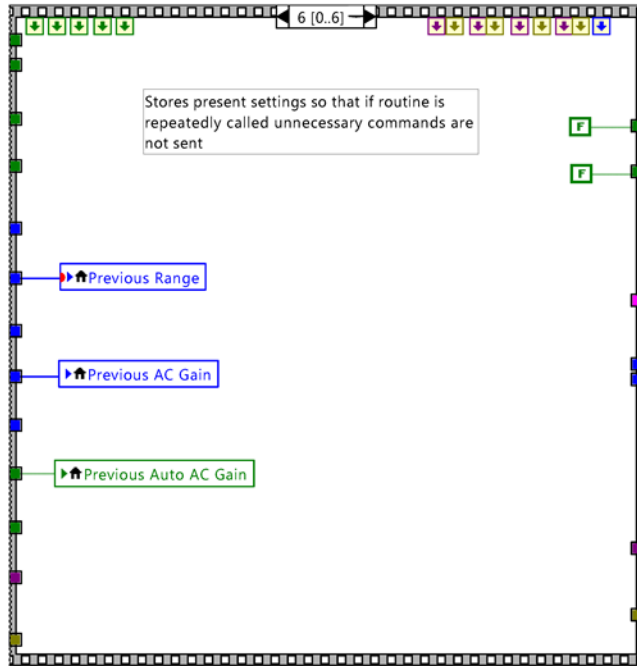 6 [0..6]
Stores present settings so that if routine is
repeatedly called unnecessary commands are
not sent
F
F
Previous Range
Previous AC Gain
Previous Auto AC Gain